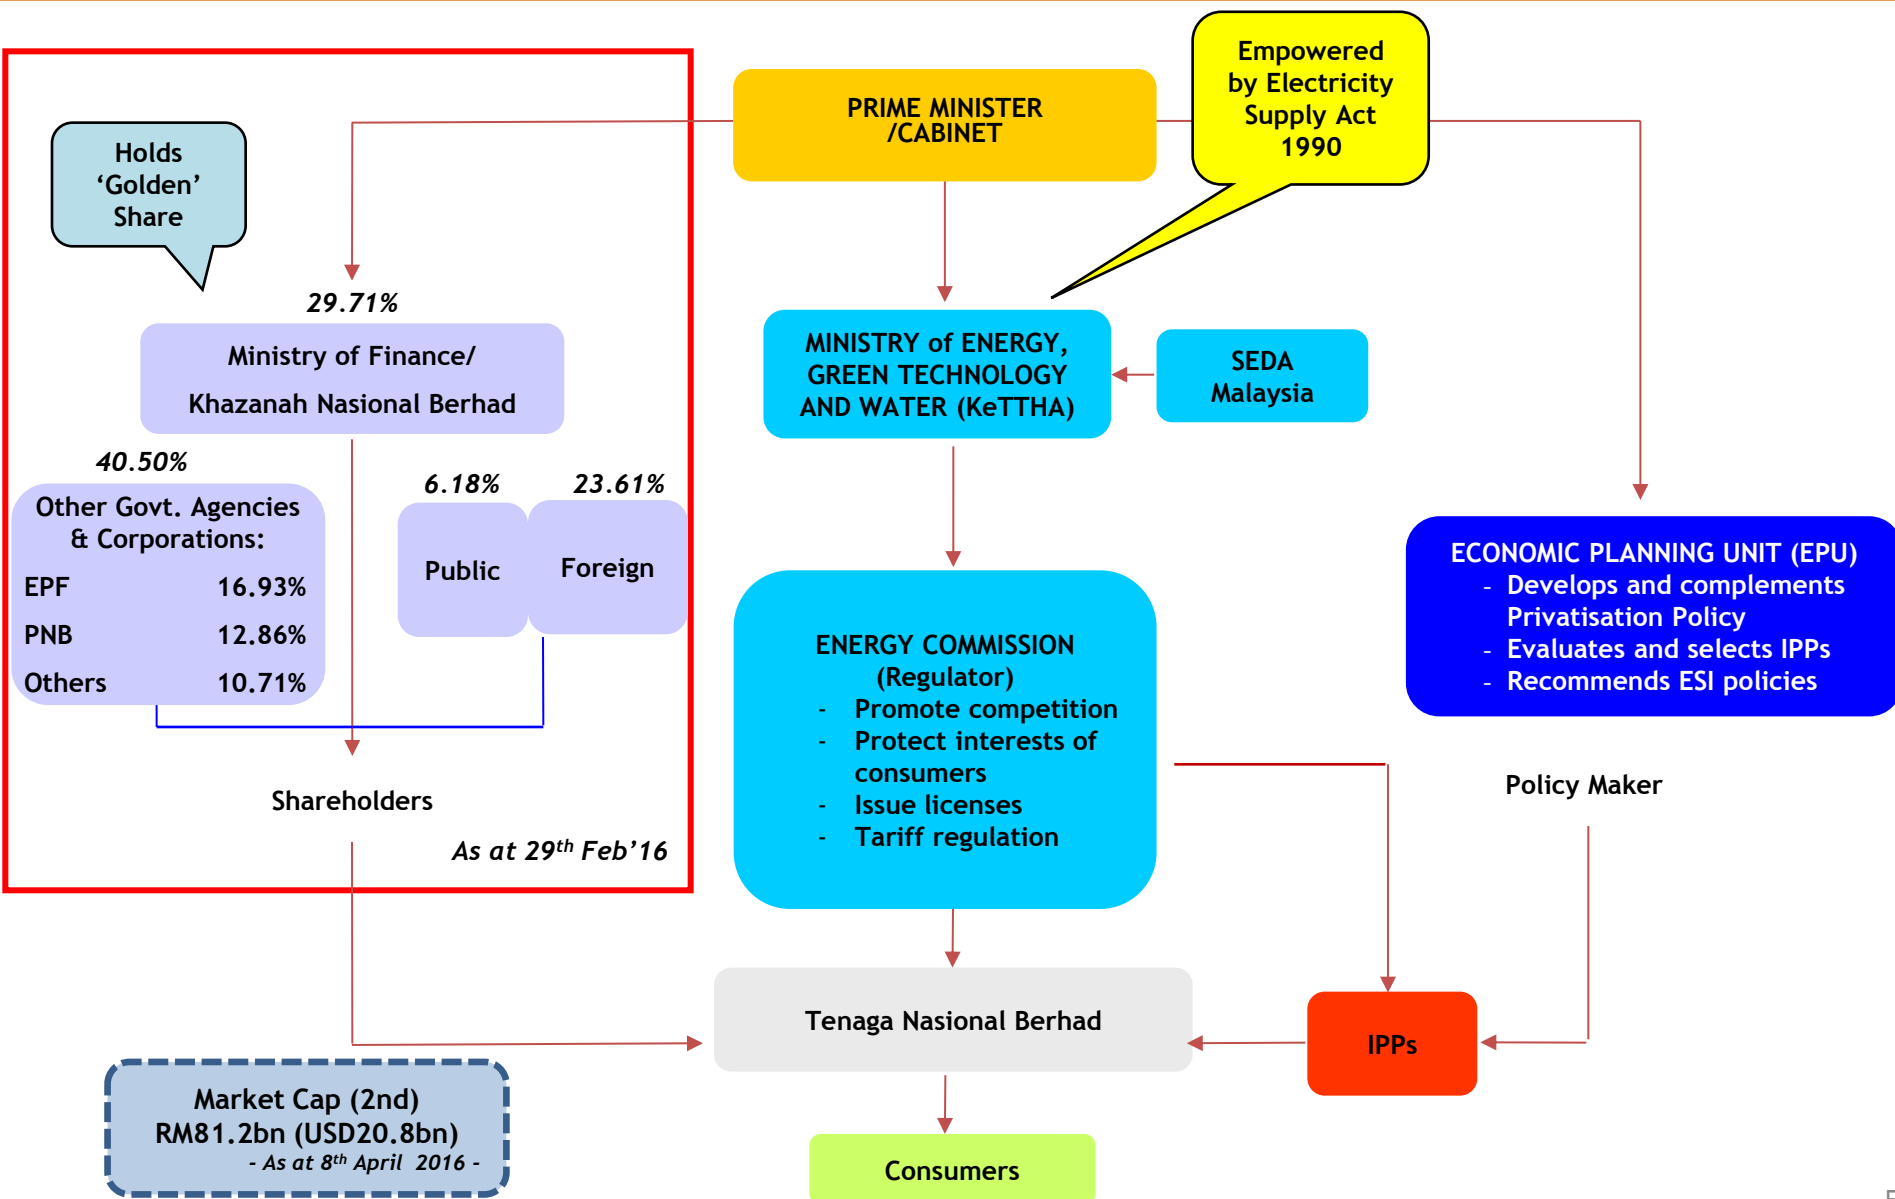 Empowered
by Electricity
Supply Act
1990
PRIME MINISTER
/CABINET
Holds
‘Golden’
Share
29.71%
Ministry of Finance/
Khazanah Nasional Berhad
MINISTRY of ENERGY,
GREEN TECHNOLOGY
AND WATER (KeTTHA)
SEDA
Malaysia
40.50%
Other Govt. Agencies
& Corporations:
EPF 16.93%
PNB 12.86%
Others 10.71%
6.18%
Public
23.61%
Foreign
Shareholders
As at 29th Feb’16
ENERGY COMMISSION
(Regulator)
- Promote competition
- Protect interests of
consumers
- Issue licenses
- Tariff regulation
ECONOMIC PLANNING UNIT (EPU)
- Develops and complements
Privatisation Policy
- Evaluates and selects IPPs
- Recommends ESI policies
Policy Maker
Tenaga Nasional Berhad
IPPs
Market Cap (2nd)
RM81.2bn (USD20.8bn)
- As at 8th April 2016 -
Consumers